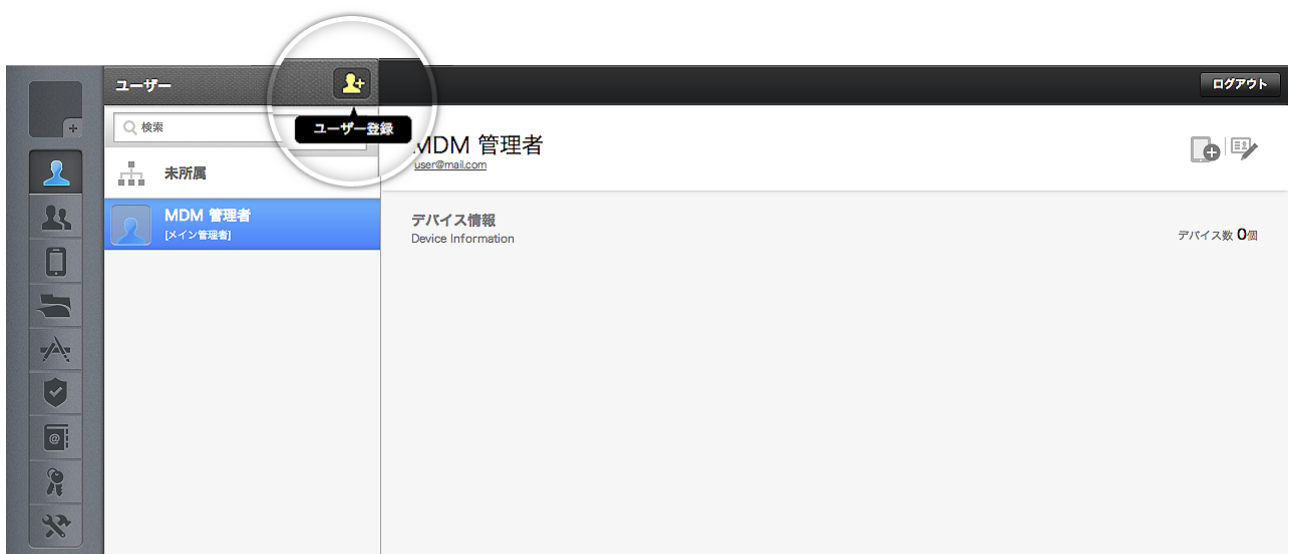 ユーザー
ログアウト
検索
ユーザー登録
MDM 管理者
user@mail.com
未所属
MDM 管理者
[メイン管理者]
デバイス情報
Device Information
デバイス数 0個